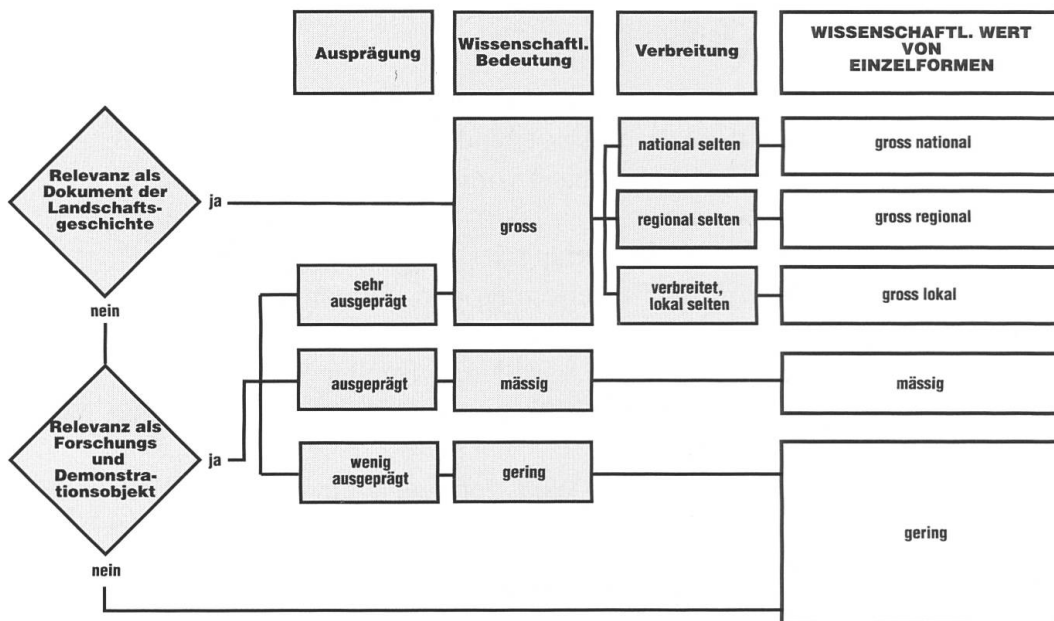 Ausprägung
Wissenschaftl.
Bedeutung
Verbreitung
WISSENSCHAFTL. WERT
VON
EINZELFORMEN
Relevanz als
Dokument der
Landschafts-
geschichte
ja
nein
gross
national selten
gross national
regional selten
gross regional
sehr
ausgeprägt
verbreitet,
lokal selten
gross lokal
Relevanz als
Forschungs
und
Demonstra-
tionsobjekt
ja
nein
ausgeprägt
mässig
mässig
wenig
ausgeprägt
gering
gering